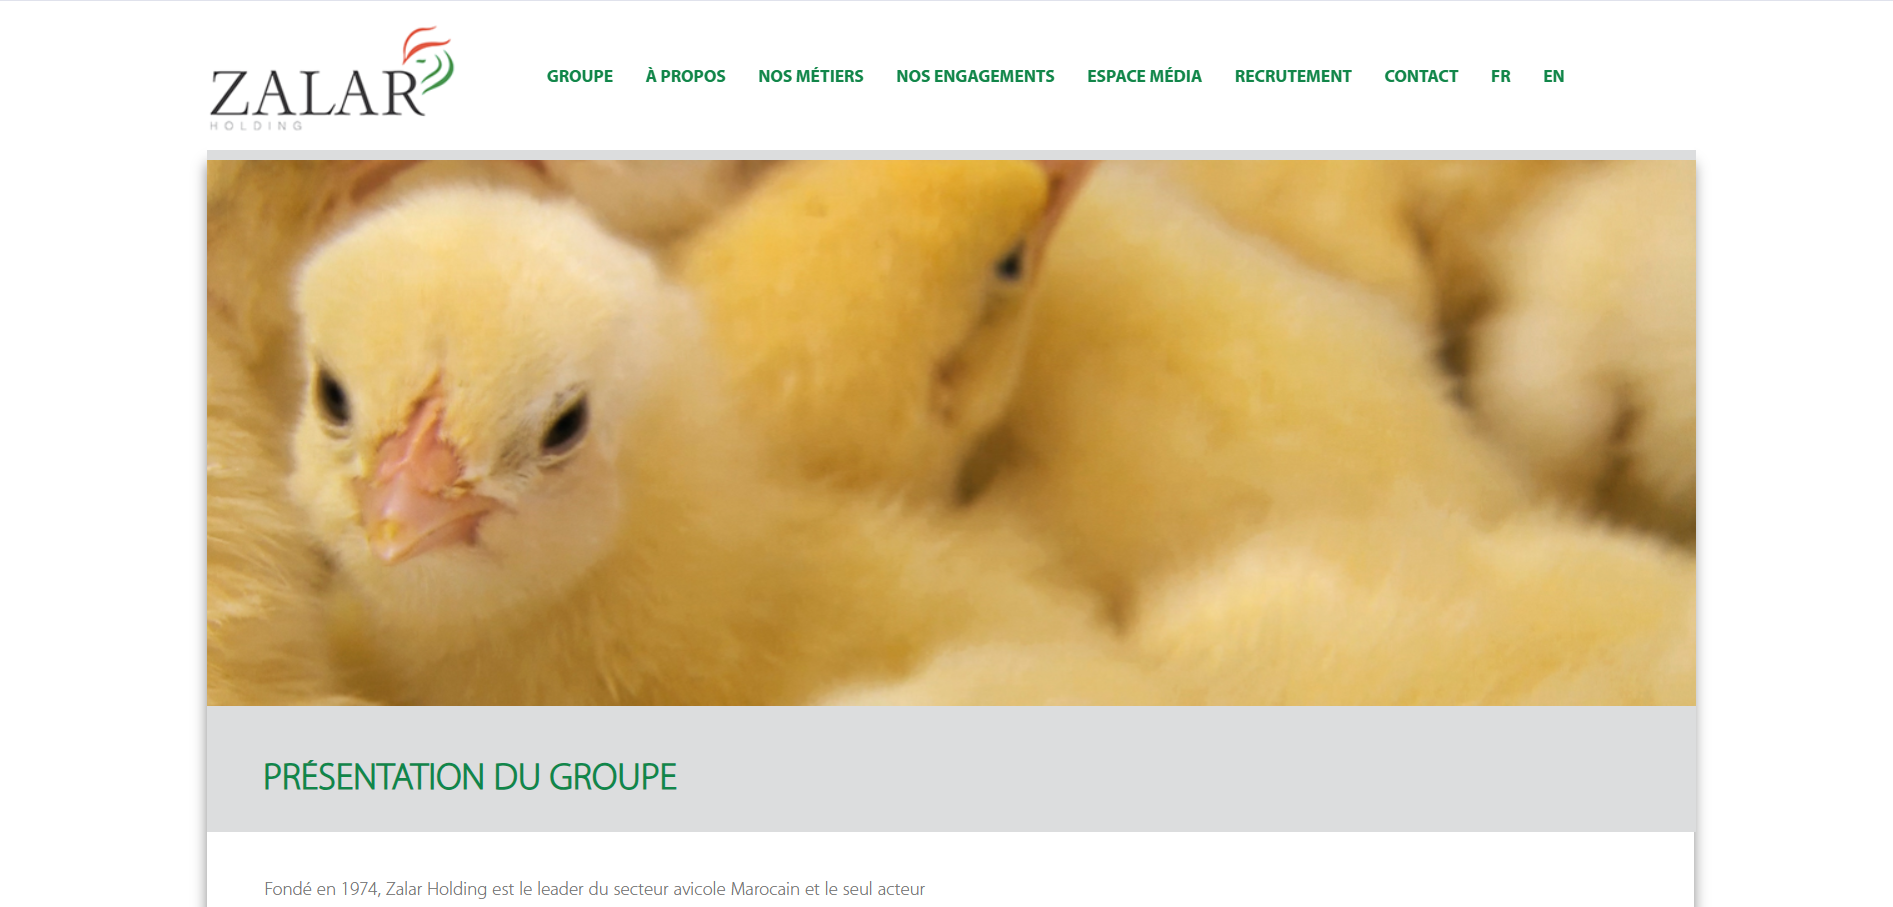 ZALAR
HOLDING
GROUPE À PROPOS NOS MÉTIERS NOS ENGAGEMENTS ESPACE MÉDIA RECRUTEMENT CONTACT FR EN
PRÉSENTATION DU GROUPE
Fondé en 1974, Zalar Holding est le leader du secteur avicole Marocain et le seul acteur